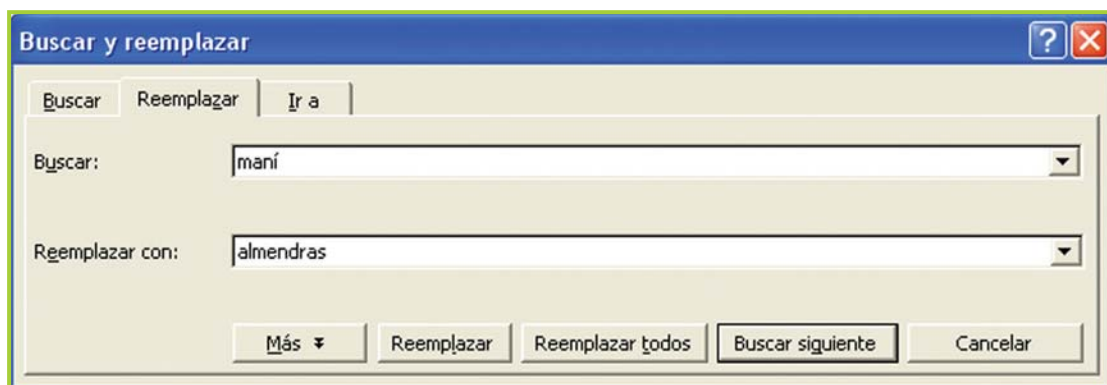 Buscar y reemplazar
Buscar Reemplazar Ir a
Buscar: maní
Reemplazar con: almendras
Más Reemplazar Reemplazar todos Buscar siguiente Cancelar